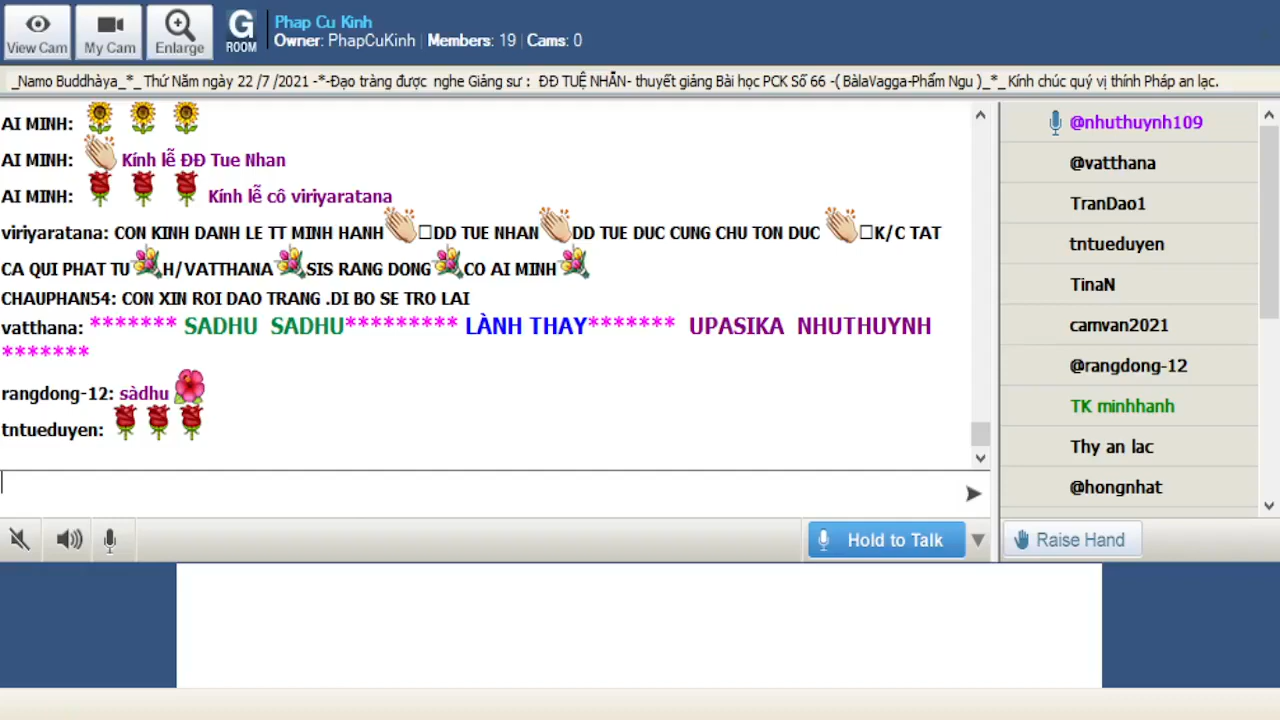 View Cam
My Cam
Enlarge
G
ROOM
Phap Cu Kinh
Owner: PhapCuKinh Members: 19 Cams: 0
_Namo Buddhàya_*_ Thứ Năm ngày 22 /7 /2021 -*-Đạo tràng được nghe Giảng sư : ĐĐ TUỆ NHẪN- thuyết giảng Bài học PCK Số 66 -( BàlaVagga-Phẩm Ngu )_*_ Kính chúc quý vị thính Pháp an lạc.
AI MINH:
AI MINH: Kính lễ ĐĐ Tue Nhan
AI MINH: Kính lễ cô viriyaratana
viriyaratana: CON KINH DANH LE TT MINH HANH DD TUE NHAN DD TUE DUC CUNG CHU TON DUC K/C TAT
CA QUI PHAT TU H/VATTHANA SIS RANG DONG CO AI MINH
CHAUPHAN54: CON XIN ROI DAO TRANG .DI BO SE TRO LAI
vatthana: ******* SADHU SADHU********* LÀNH THAY******* UPASIKA NHUTHUYNH
*******
rangdong-12: sàdhu
tntueduyen:
Hold to Talk
@nhuthuynh109
@vatthana
TranDao1
tntueduyen
TinaN
camvan2021
@rangdong-12
TK minhhanh
Thy an lac
@hongnhat
Raise Hand